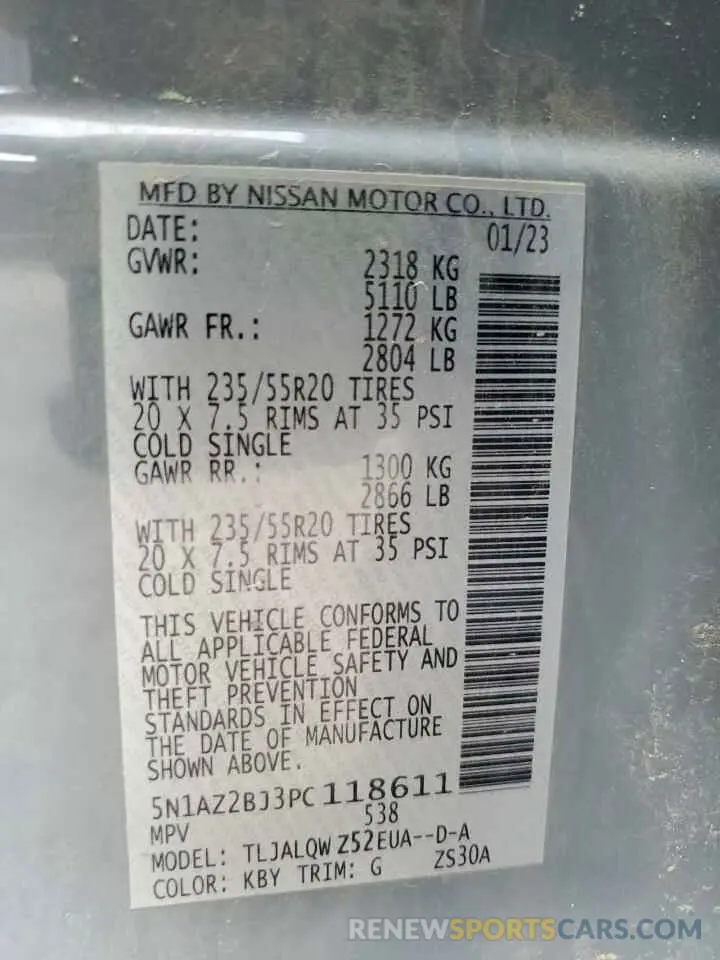 MFD BY NISSAN MOTOR CO., LTD.
DATE: 01/23
GVWR: 2318 KG
5110 LB
GAWR FR.: 1272 KG
2804 LB
WITH 235/55R20 TIRES
20 X 7.5 RIMS AT 35 PSI
COLD SINGLE
GAWR RR.: 1300 KG
2866 LB
WITH 235/55R20 TIRES
20 X 7.5 RIMS AT 35 PSI
COLD SINGLE
THIS VEHICLE CONFORMS TO
ALL APPLICABLE FEDERAL
MOTOR VEHICLE SAFETY AND
THEFT PREVENTION
STANDARDS IN EFFECT ON
THE DATE OF MANUFACTURE
SHOWN ABOVE.
5N1AZ2BJ3PC118611
MPV 538
MODEL: TLJALQW Z52EUA--D-A
COLOR: KBY TRIM: G ZS30A
RENEWSPORTSCARS.COM